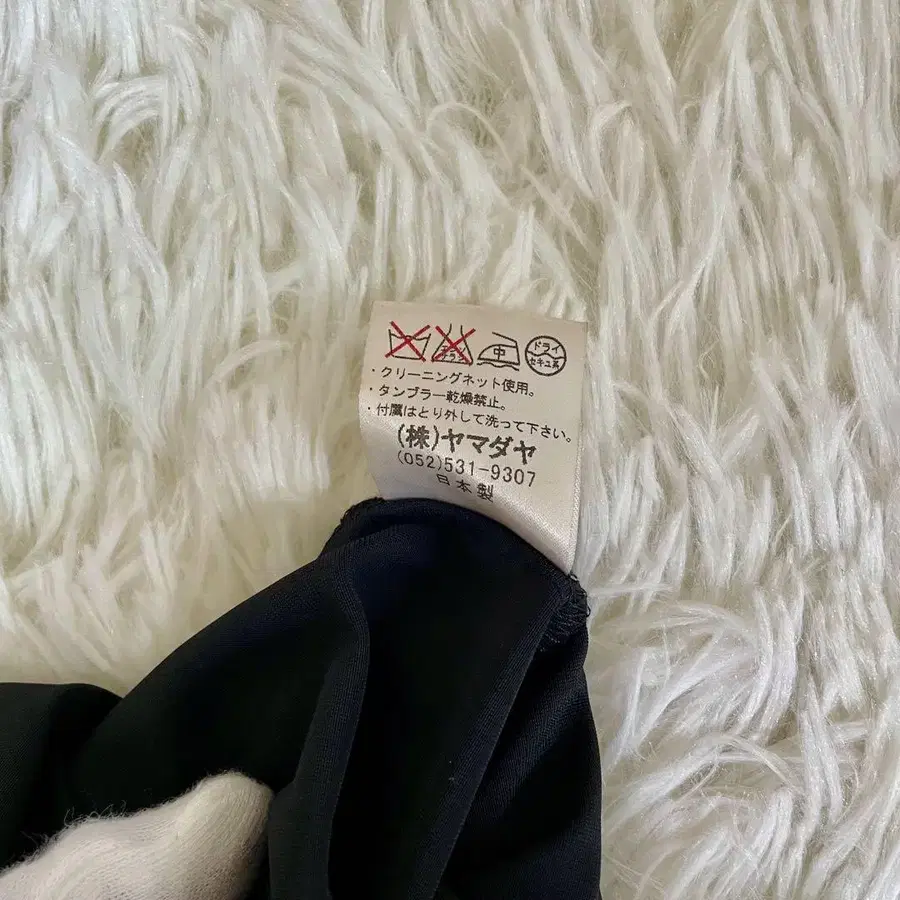 中 ドライ
セキユ系
・クリーニングネット使用。
・タンブラー乾燥禁止。
・付属はとり外して洗って下さい。
(株)ヤマダヤ
(052)531-9307
日本製